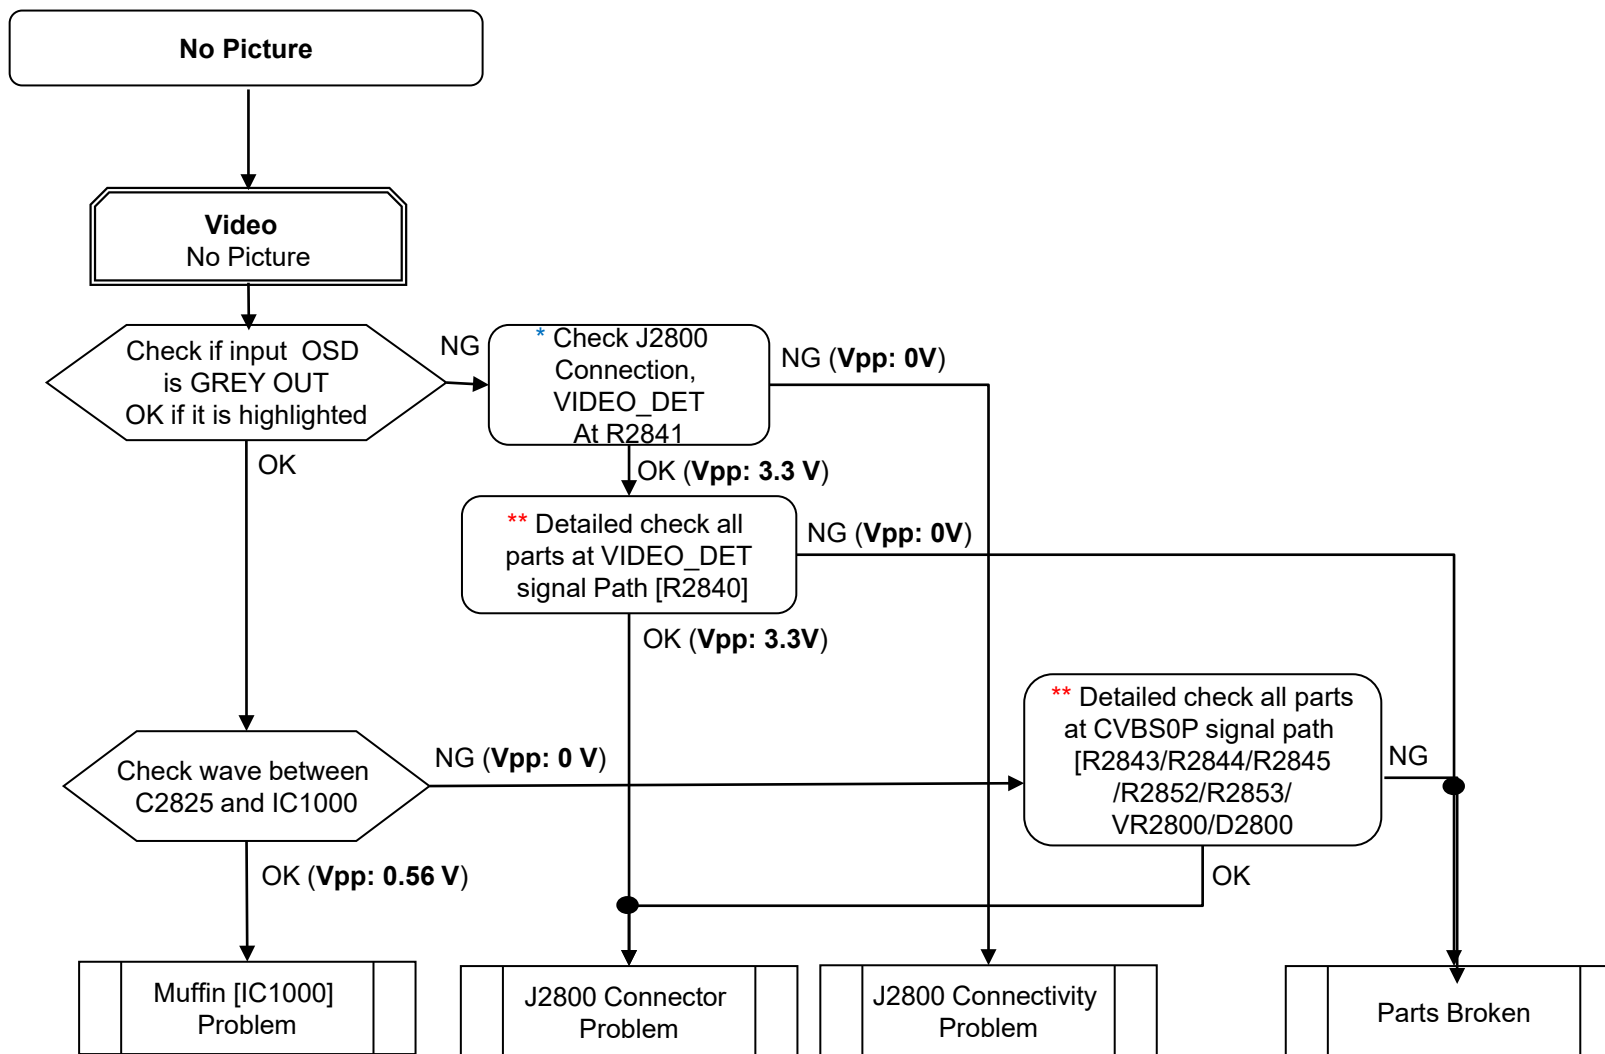 No Picture
Video
No Picture
Check if input  OSD
is GREY OUT
OK if it is highlighted
NG
* Check J2800
Connection,
VIDEO_DET
At R2841
NG (Vpp: 0V)
OK
OK (Vpp: 3.3 V)
** Detailed check all
parts at VIDEO_DET
signal Path [R2840]
NG (Vpp: 0V)
OK (Vpp: 3.3V)
** Detailed check all parts
at CVBS0P signal path
[R2843/R2844/R2845
/R2852/R2853/
VR2800/D2800
NG
Check wave between
C2825 and IC1000
NG (Vpp: 0 V)
OK (Vpp: 0.56 V)
OK
Muffin [IC1000]
Problem
J2800 Connector
Problem
J2800 Connectivity
Problem
Parts Broken